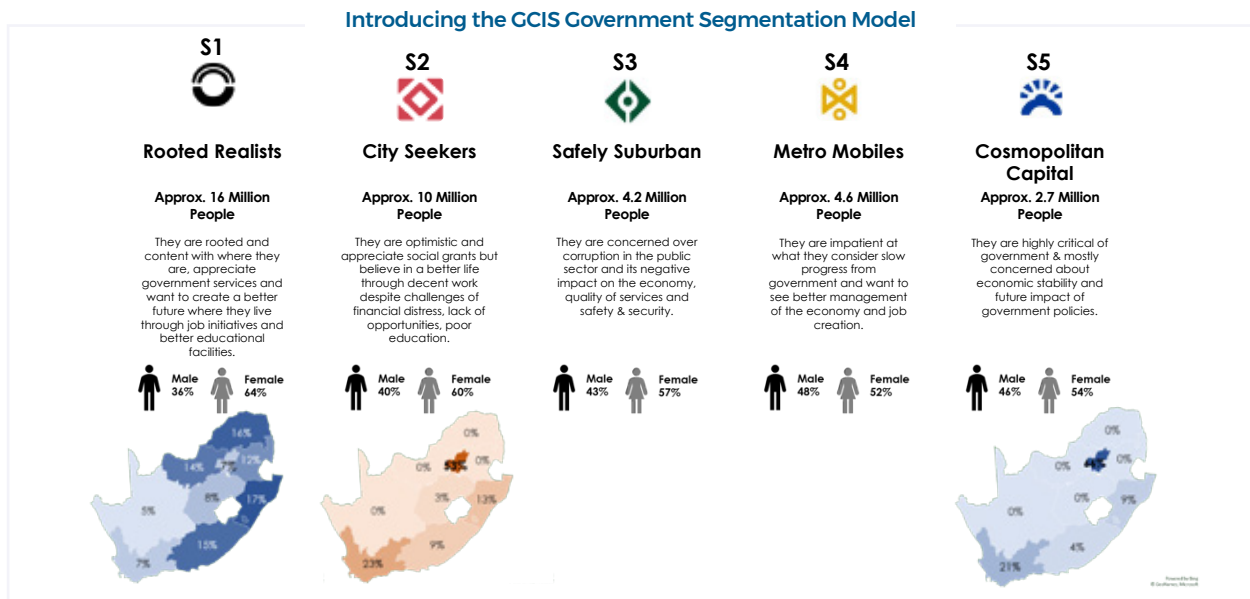 Introducing the GCIS Government Segmentation Model
S1
Rooted Realists
Approx. 16 Million
People
They are rooted and
content with where they
are, appreciate
government services and
want to create a better
future where they live
through job initiatives and
better educational
facilities.
Male
36%
Female
64%
16%
14%
7%
12%
8%
17%
5%
15%
7%
S2
City Seekers
Approx. 10 Million
People
They are optimistic and
appreciate social grants but
believe in a better life
through decent work
despite challenges of
financial distress, lack of
opportunities, poor
education.
Male
40%
Female
60%
0%
0%
53%
0%
3%
13%
0%
9%
23%
S3
Safely Suburban
Approx. 4.2 Million
People
They are concerned over
corruption in the public
sector and its negative
impact on the economy,
quality of services and
safety & security.
Male
43%
Female
57%
S4
Metro Mobiles
Approx. 4.6 Million
People
They are impatient at
what they consider slow
progress from
government and want to
see better management
of the economy and job
creation.
Male
48%
Female
52%
S5
Cosmopolitan
Capital
Approx. 2.7 Million
People
They are highly critical of
government & mostly
concerned about
economic stability and
future impact of
government policies.
Male
46%
Female
54%
0%
0%
0%
0%
9%
0%
4%
21%
Powered by Bing
© GeoNames, Microsoft